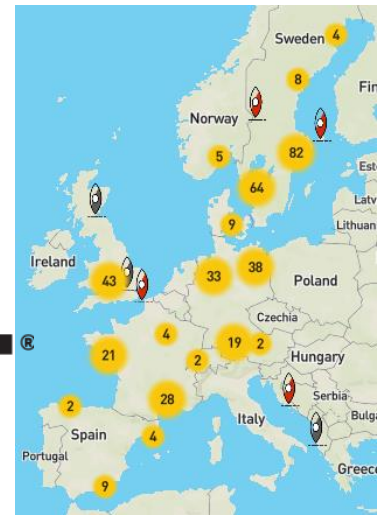 4
Sweden
8
Fin
Norway
5
82
Est
64
Latv
9
Lithuan
Ireland
43
33
38
Poland
Czechia
4
21
19
2
2
Hungary
®
28
Serbia
2
4
Italy
Bulga
Spain
Portugal
Greece
9